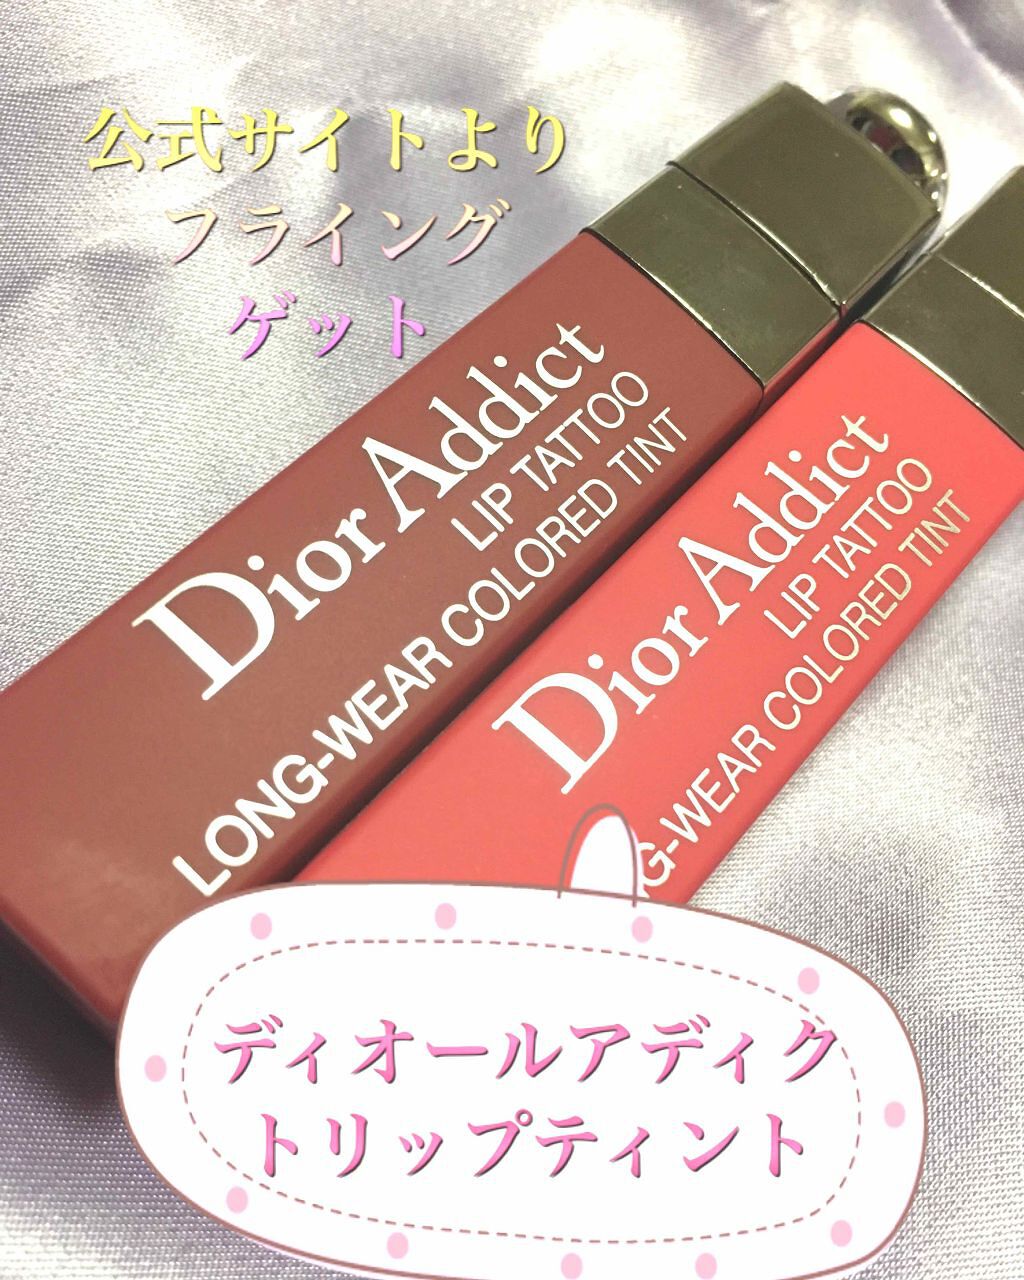 公式サイトより
フライング
ゲット
Dior Addict
LIP TATTOO
LONG-WEAR COLORED TINT
Dior Addict
LIP TATTOO
G-WEAR COLORED TINT
ディオールアディク
トリップティント